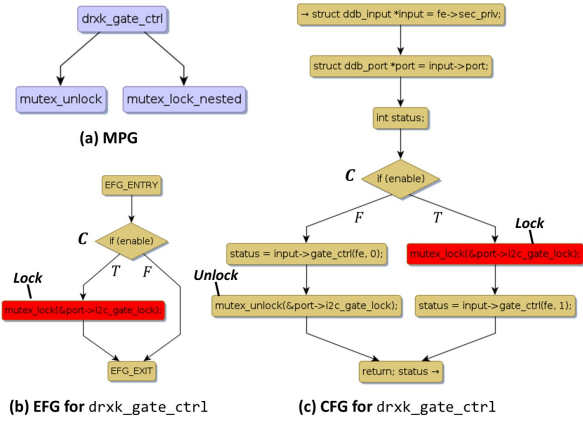 drxk_gate_ctrl
mutex_unlock
mutex_lock_nested
(a) MPG
EFG_ENTRY
C
if (enable)
T
F
Lock
mutex_lock(&port->i2c_gate_lock);
EFG_EXIT
(b) EFG for drxk_gate_ctrl
→ struct ddb_input *input = fe->sec_priv;
struct ddb_port *port = input->port;
int status;
C
if (enable)
F
T
Lock
status = input->gate_ctrl(fe, 0);
mutex_lock(&port->i2c_gate_lock);
Unlock
mutex_unlock(&port->i2c_gate_lock);
status = input->gate_ctrl(fe, 1);
return; status →
(c) CFG for drxk_gate_ctrl